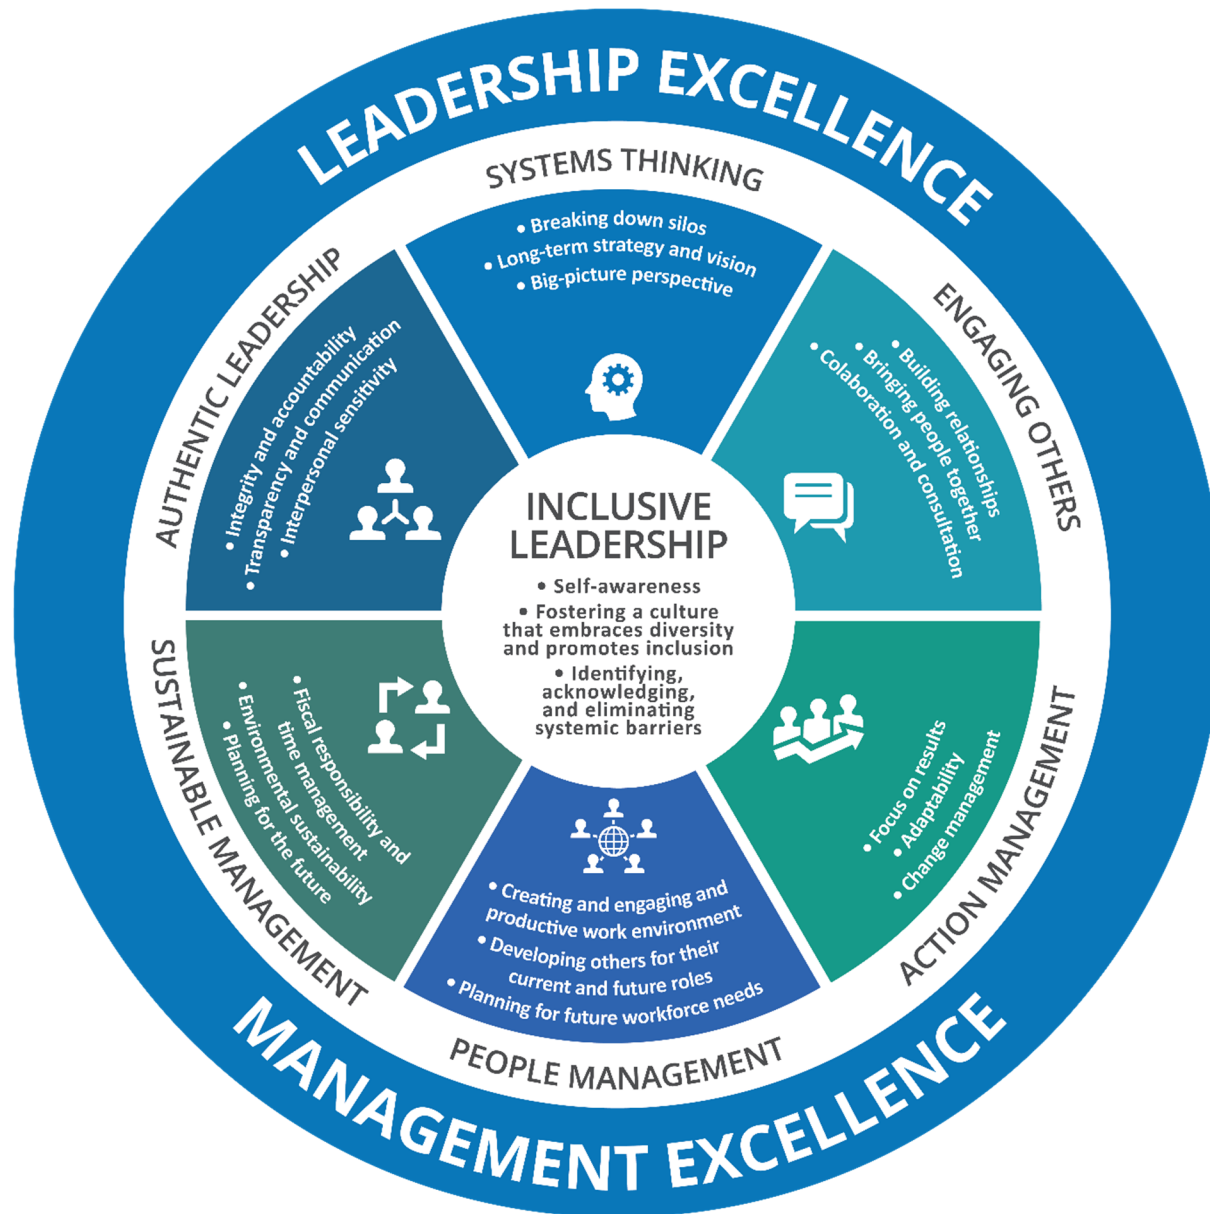 LEADERSHIP EXCELLENCE
SYSTEMS THINKING
• Breaking down silos
• Long-term strategy and vision
• Big-picture perspective
ENGAGING OTHERS
• Building relationships
• Bringing people together
• Colaboration and consultation
ACTION MANAGEMENT
• Focus on results
• Adaptability
• Change management
PEOPLE MANAGEMENT
• Creating and engaging and
productive work environment
• Developing others for their
current and future roles
• Planning for future workforce needs
SUSTAINABLE MANAGEMENT
• Fiscal responsibility and
time management
• Environmental sustainability
• Planning for the future
AUTHENTIC LEADERSHIP
• Integrity and accountability
• Transparency and communication
• Interpersonal sensitivity
INCLUSIVE
LEADERSHIP
• Self-awareness
• Fostering a culture
that embraces diversity
and promotes inclusion
• Identifying,
acknowledging,
and eliminating
systemic barriers
MANAGEMENT EXCELLENCE